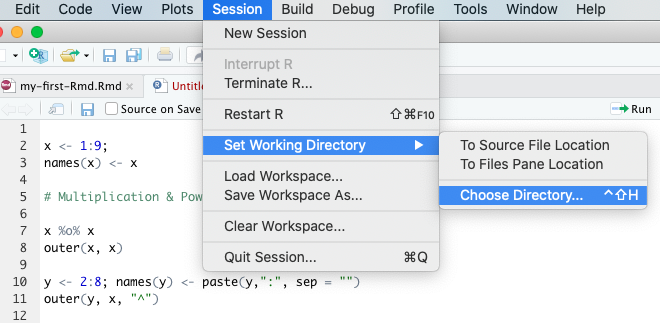 Edit Code View Plots Session Build Debug Profile Tools Window Help
New Session
Interrupt R
Terminate R...
my-first-Rmd.Rmd ×
Source on Save
Run
Restart R ⇧⌘F10
Set Working Directory ▶
To Source File Location
To Files Pane Location
Choose Directory... ^⇧H
Load Workspace...
Save Workspace As...
Clear Workspace...
Quit Session... ⌘Q
1
2 x <- 1:9;
3 names(x) <- x
4
5 # Multiplication & Pow
6
7 x %o% x
8 outer(x, x)
9
10 y <- 2:8; names(y) <- paste(y,":", sep = "")
11 outer(y, x, "^")
12